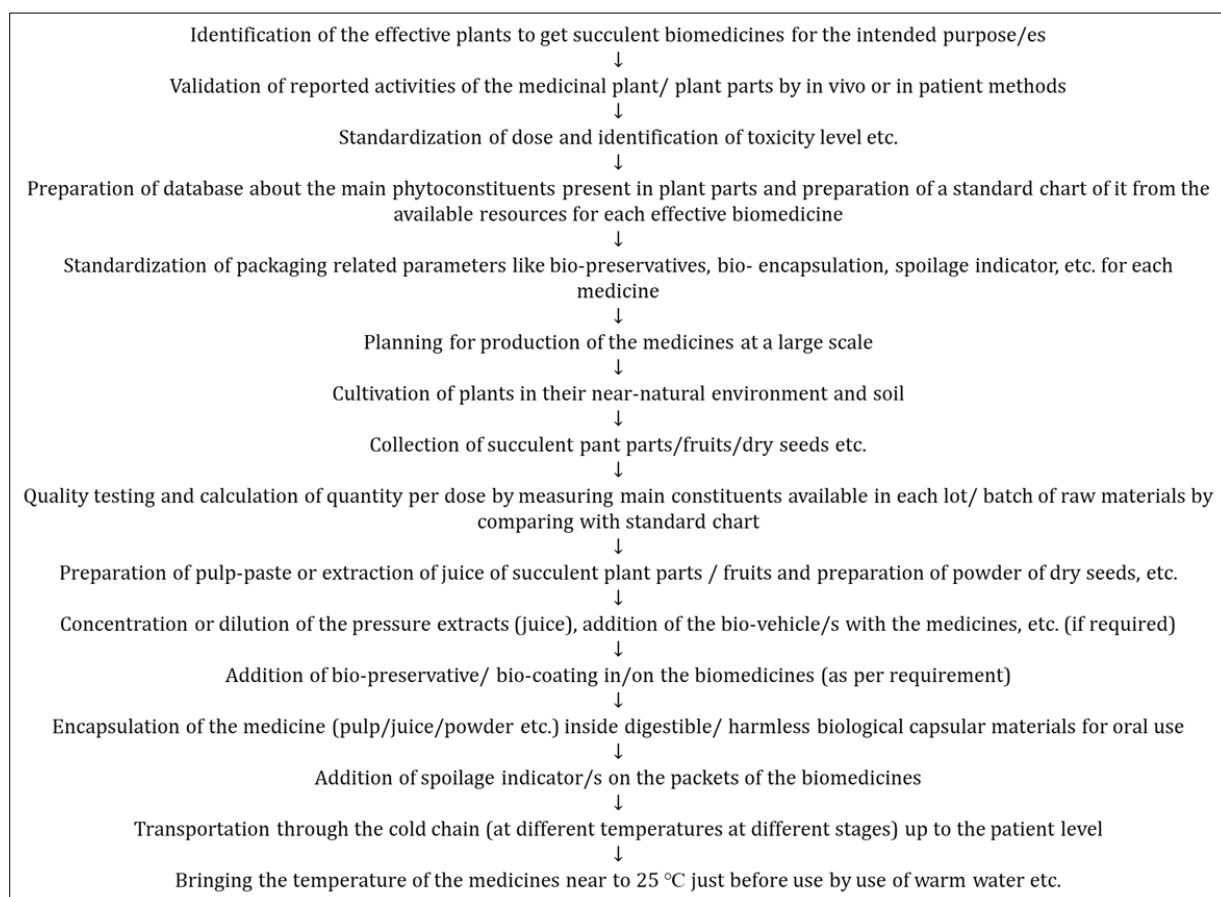 Identification of the effective plants to get succulent biomedicines for the intended purpose/es
↓
Validation of reported activities of the medicinal plant/ plant parts by in vivo or in patient methods
↓
Standardization of dose and identification of toxicity level etc.
↓
Preparation of database about the main phytoconstituents present in plant parts and preparation of a standard chart of it from the
available resources for each effective biomedicine
↓
Standardization of packaging related parameters like bio-preservatives, bio- encapsulation, spoilage indicator, etc. for each
medicine
↓
Planning for production of the medicines at a large scale
↓
Cultivation of plants in their near-natural environment and soil
↓
Collection of succulent pant parts/fruits/dry seeds etc.
↓
Quality testing and calculation of quantity per dose by measuring main constituents available in each lot/ batch of raw materials by
comparing with standard chart
↓
Preparation of pulp-paste or extraction of juice of succulent plant parts / fruits and preparation of powder of dry seeds, etc.
↓
Concentration or dilution of the pressure extracts (juice), addition of the bio-vehicle/s with the medicines, etc. (if required)
↓
Addition of bio-preservative/ bio-coating in/on the biomedicines (as per requirement)
↓
Encapsulation of the medicine (pulp/juice/powder etc.) inside digestible/ harmless biological capsular materials for oral use
↓
Addition of spoilage indicator/s on the packets of the biomedicines
↓
Transportation through the cold chain (at different temperatures at different stages) up to the patient level
↓
Bringing the temperature of the medicines near to 25 °C just before use by use of warm water etc.